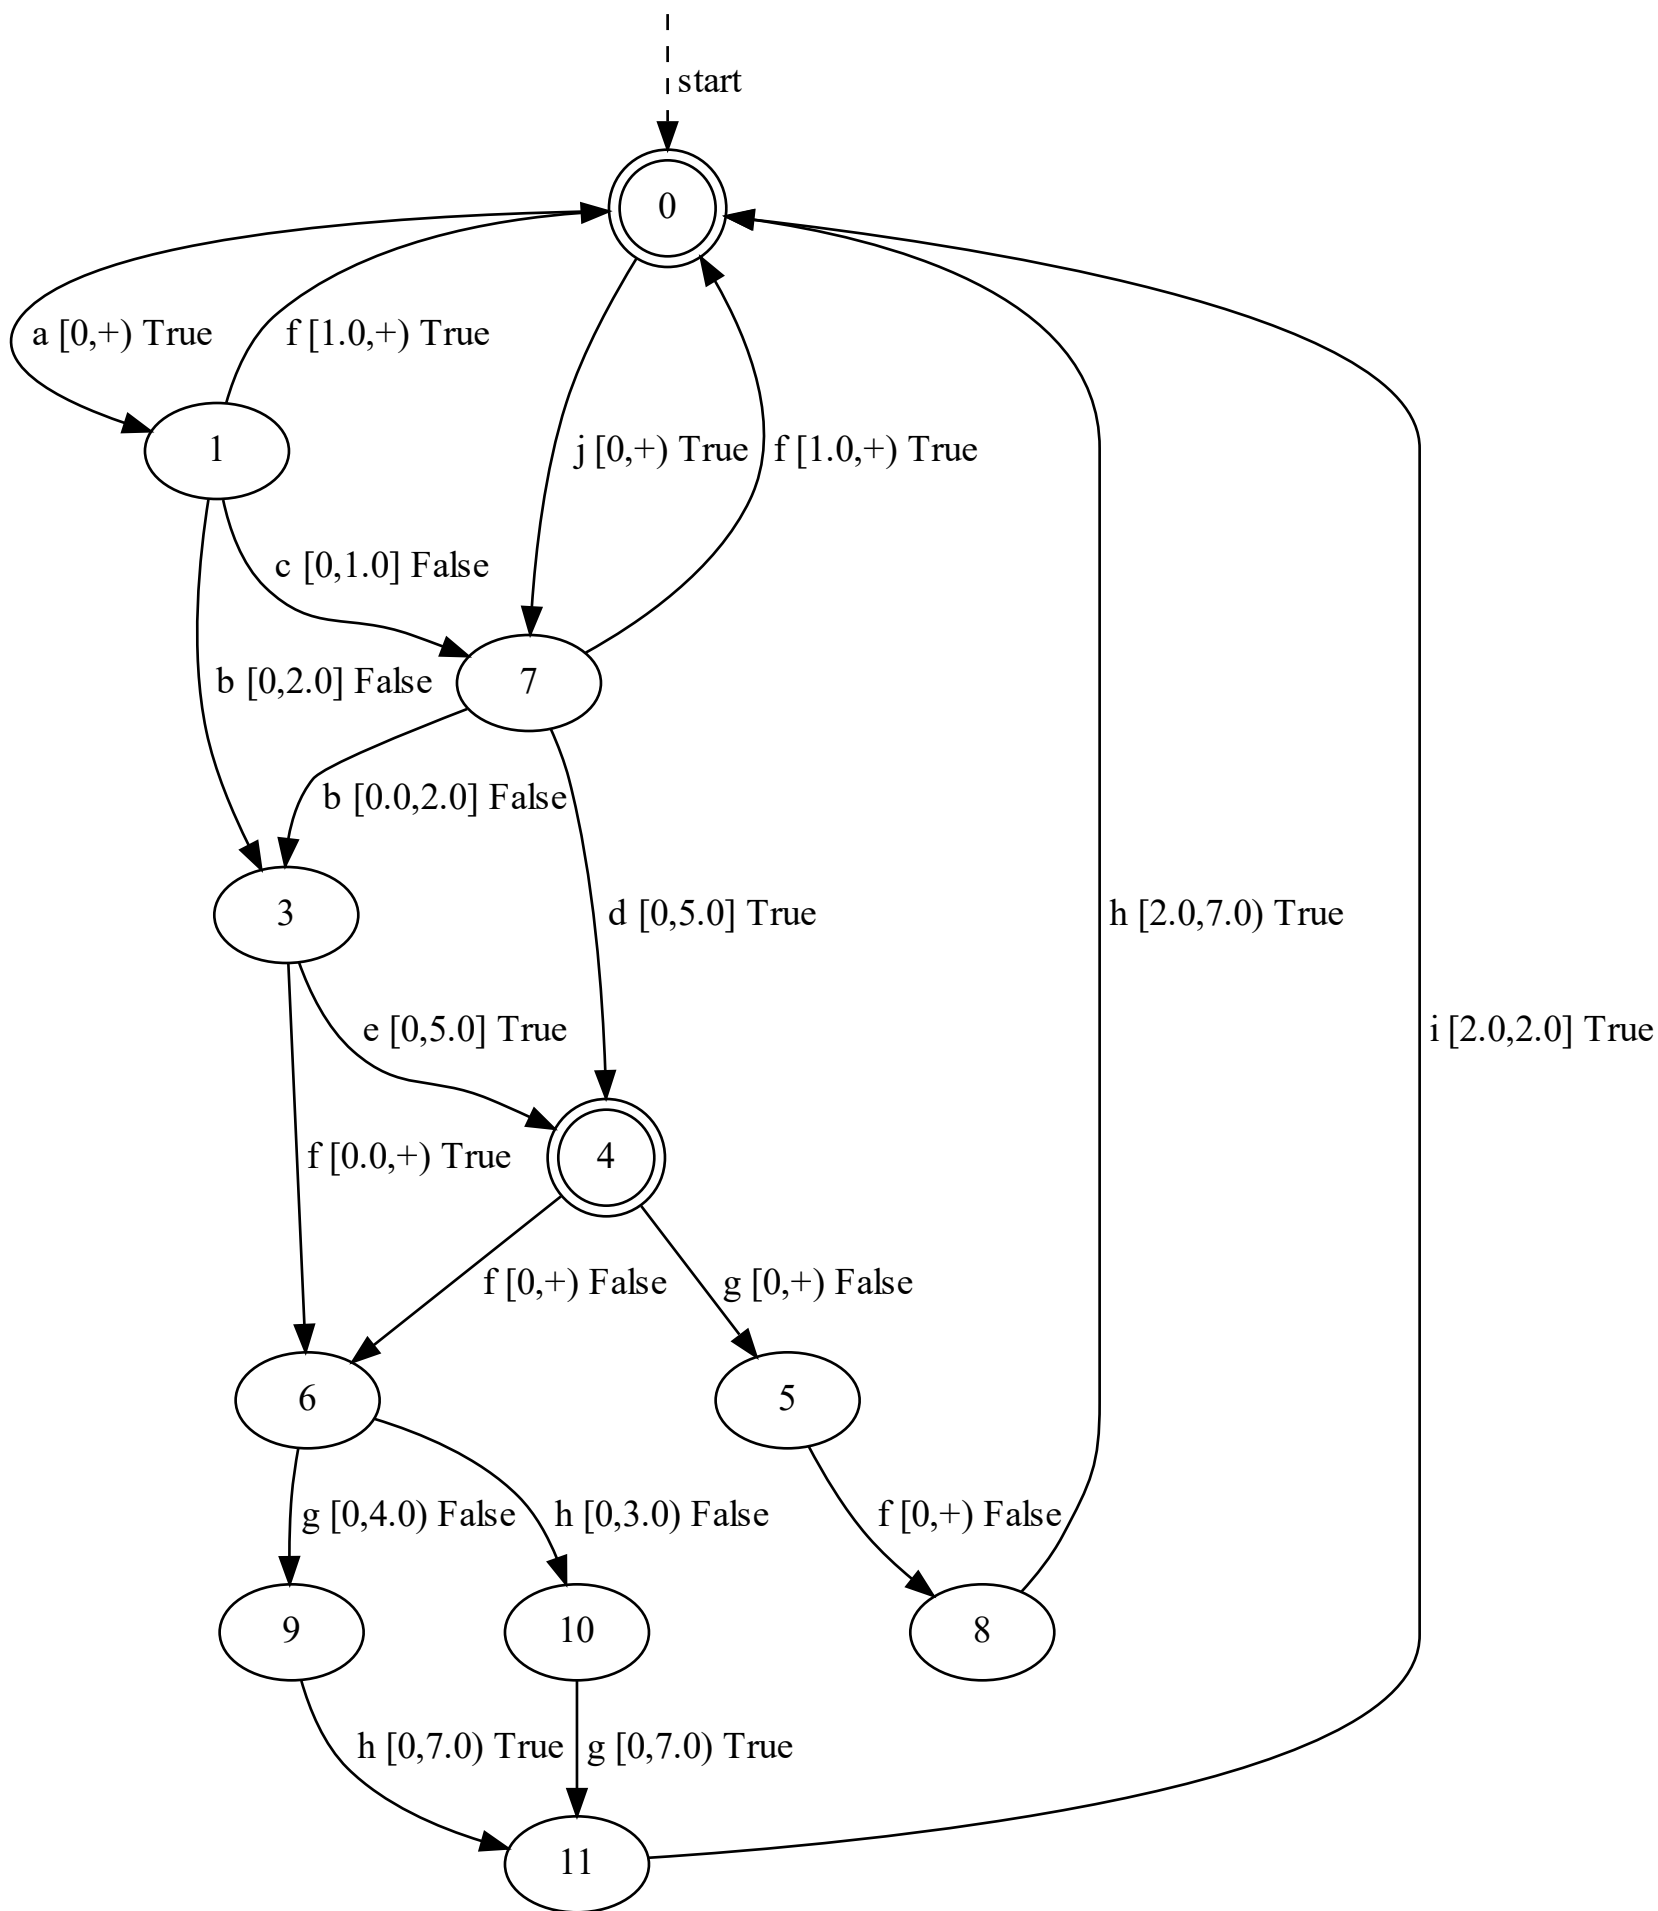 start
0
a [0,+) True
f [1.0,+) True
1
j [0,+) True
f [1.0,+) True
c [0,1.0] False
b [0,2.0] False
7
b [0.0,2.0] False
3
d [0,5.0] True
h [2.0,7.0) True
e [0,5.0] True
i [2.0,2.0] True
f [0.0,+) True
4
f [0,+) False
g [0,+) False
6
5
g [0,4.0) False
h [0,3.0) False
f [0,+) False
9
10
8
h [0,7.0) True
g [0,7.0) True
11